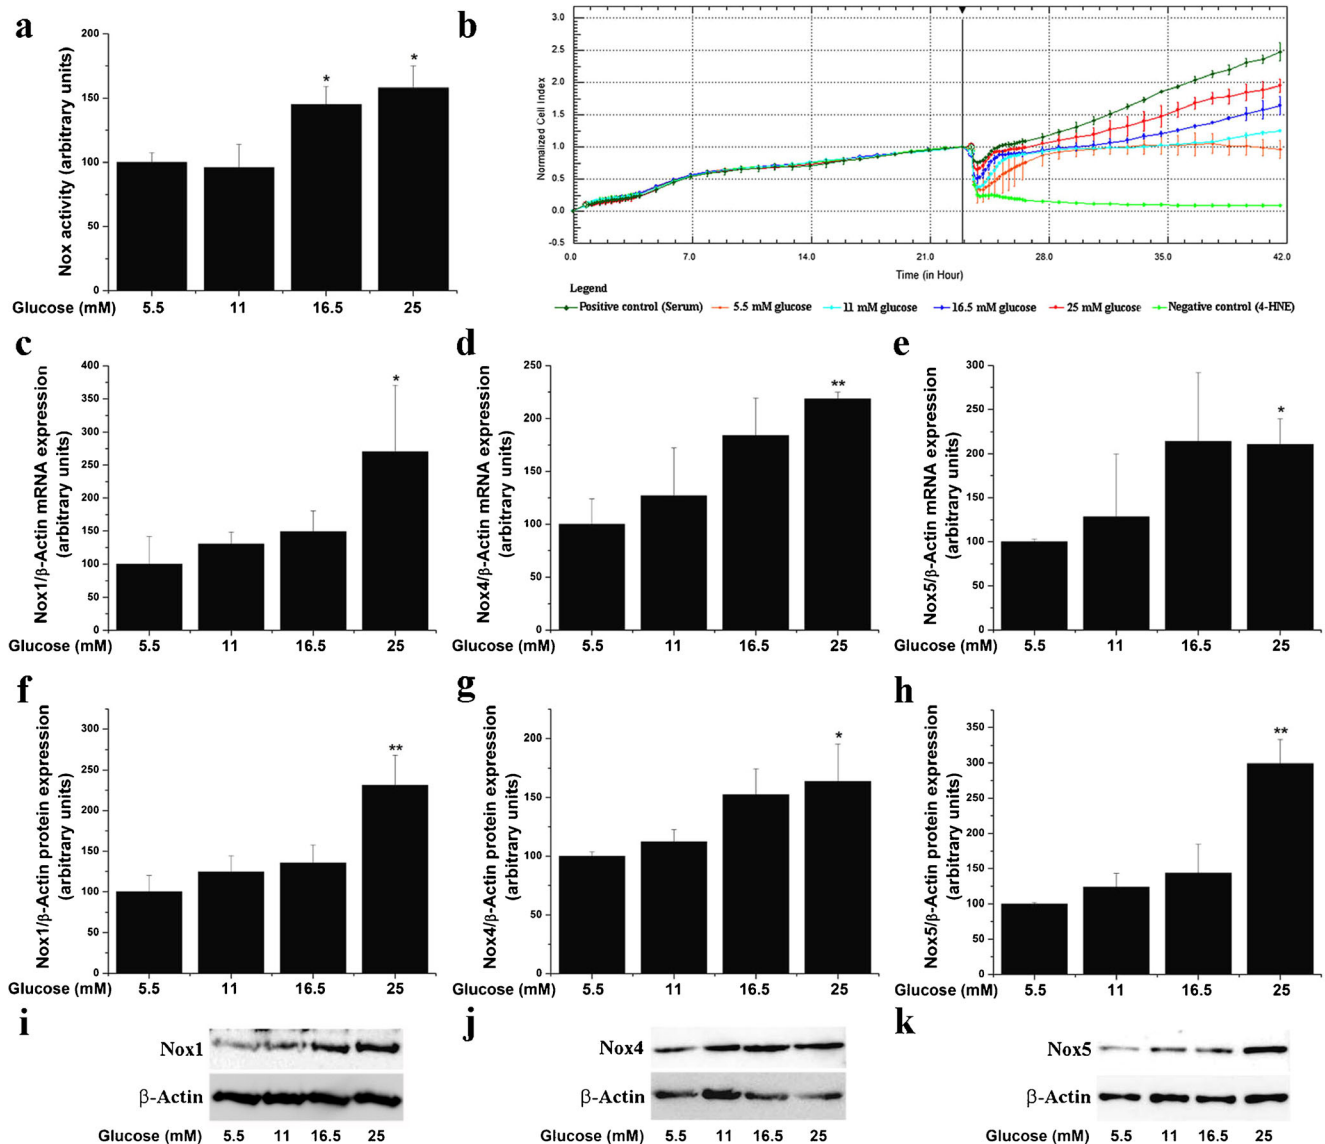 a
Nox activity (arbitrary units)
200
150
100
50
0
*
*
Glucose (mM) 5.5 11 16.5 25
b
Normalized Cell Index
3.0
2.5
2.0
1.5
1.0
0.5
0.0
-0.5
0.0 7.0 14.0 21.0 28.0 35.0 42.0
Time (in Hour)
Legend
Positive control (Serum) 5.5 mM glucose 11 mM glucose 16.5 mM glucose 25 mM glucose Negative control (4-HNE)
c
Nox1/β-Actin mRNA expression
(arbitrary units)
400
350
300
250
200
150
100
50
0
*
Glucose (mM) 5.5 11 16.5 25
d
Nox4/β-Actin mRNA expression
(arbitrary units)
250
200
150
100
50
0
**
Glucose (mM) 5.5 11 16.5 25
e
Nox5/β-Actin mRNA expression
(arbitrary units)
300
250
200
150
100
50
0
*
Glucose (mM) 5.5 11 16.5 25
f
Nox1/β-Actin protein expression
(arbitrary units)
300
250
200
150
100
50
0
**
Glucose (mM) 5.5 11 16.5 25
g
Nox4/β-Actin protein expression
(arbitrary units)
200
150
100
50
0
*
Glucose (mM) 5.5 11 16.5 25
h
Nox5/β-Actin protein expression
(arbitrary units)
350
300
250
200
150
100
50
0
**
Glucose (mM) 5.5 11 16.5 25
i
Nox1
β-Actin
Glucose (mM) 5.5 11 16.5 25
j
Nox4
β-Actin
Glucose (mM) 5.5 11 16.5 25
k
Nox5
β-Actin
Glucose (mM) 5.5 11 16.5 25